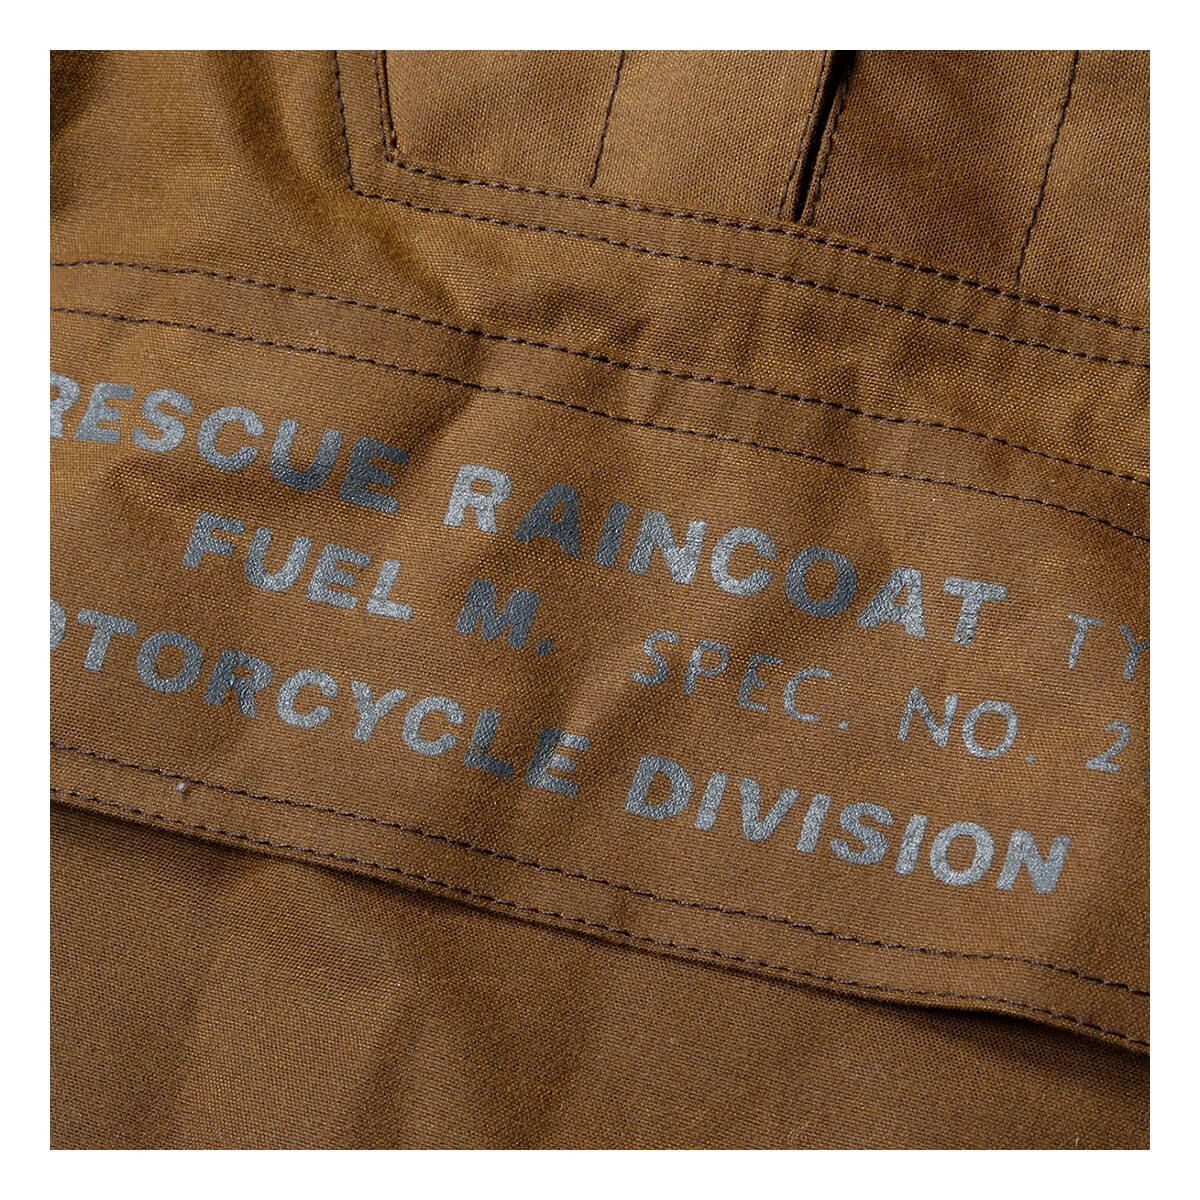 RESCUE RAINCOAT
FUEL M. SPEC. NO.
MOTORCYCLE DIVISION